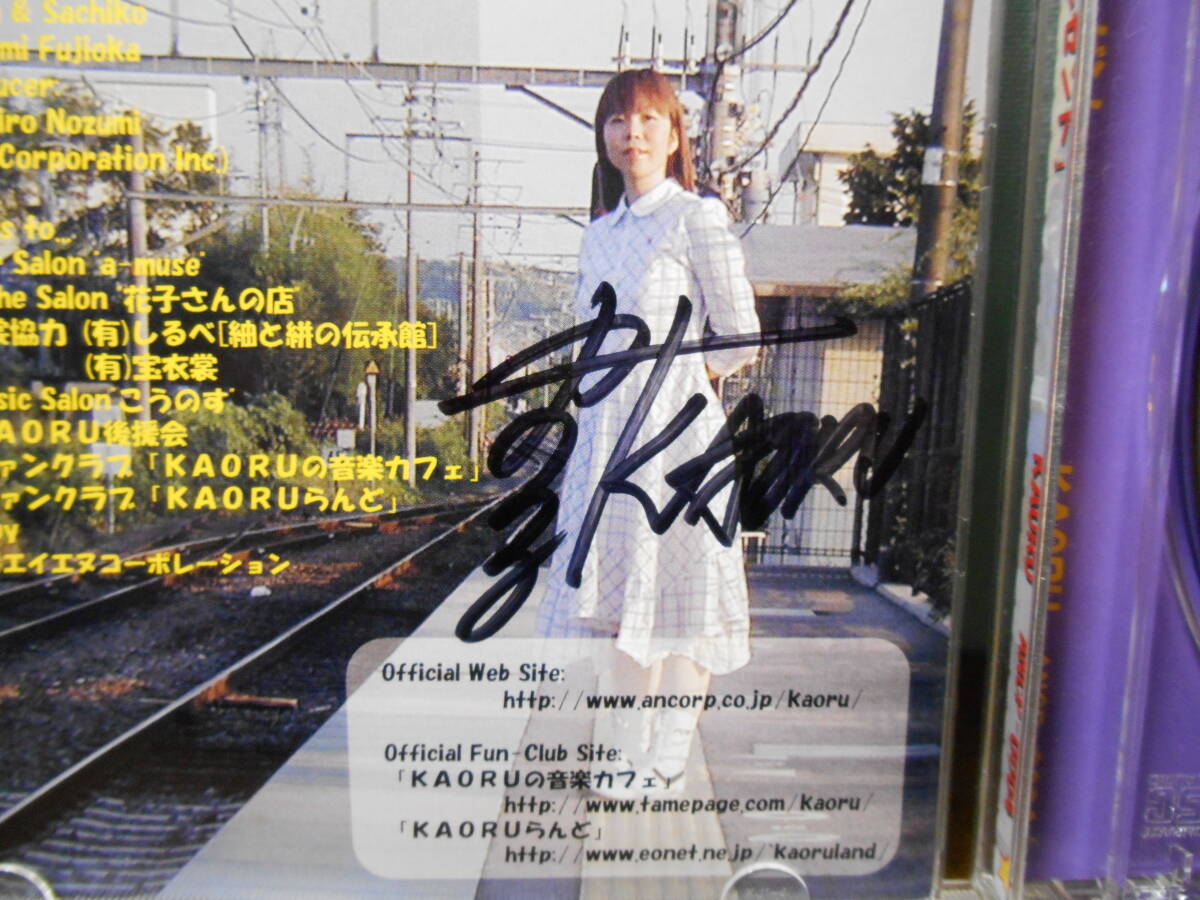 & Sachiko
mi Fujioka
ucer:
iro Nozumi
Corporation Inc.)
s to...
Salon "a-muse"
he Salon "花子さんの店"
協力 (有)しるべ[紬と絣の伝承館]
(有)宝衣裳
sic Salon"こうのす"
AORU後援会
ァンクラブ「KAORUの音楽カフェ」
ァンクラブ「KAORUらんど」
by
エイエヌコーポレーション
KAORU
Official Web Site:
http://www.ancorp.co.jp/kaoru/
Official Fun-Club Site:
「KAORUの音楽カフェ」
http://www.tamepage.com/kaoru/
「KAORUらんど」
http://www.eonet.ne.jp/~kaoruland/
KAORU